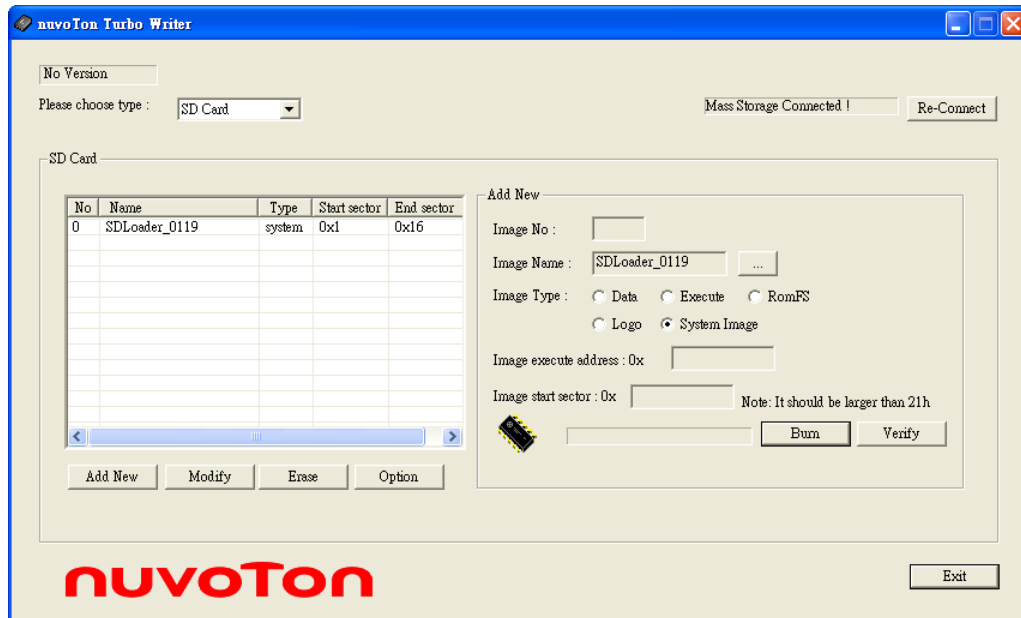 nuvoTon Turbo Writer
No Version
Please choose type :
SD Card
Mass Storage Connected !
Re-Connect
SD Card
No Name Type Start sector End sector
0 SDLoader_0119 system 0x1 0x16
Add New Modify Erase Option
Add New
Image No :
Image Name : SDLoader_0119 ...
Image Type : Data Execute RomFS
Logo System Image
Image execute address : 0x
Image start sector : 0x Note: It should be larger than 21h
Burn Verify
nuvoTon
Exit